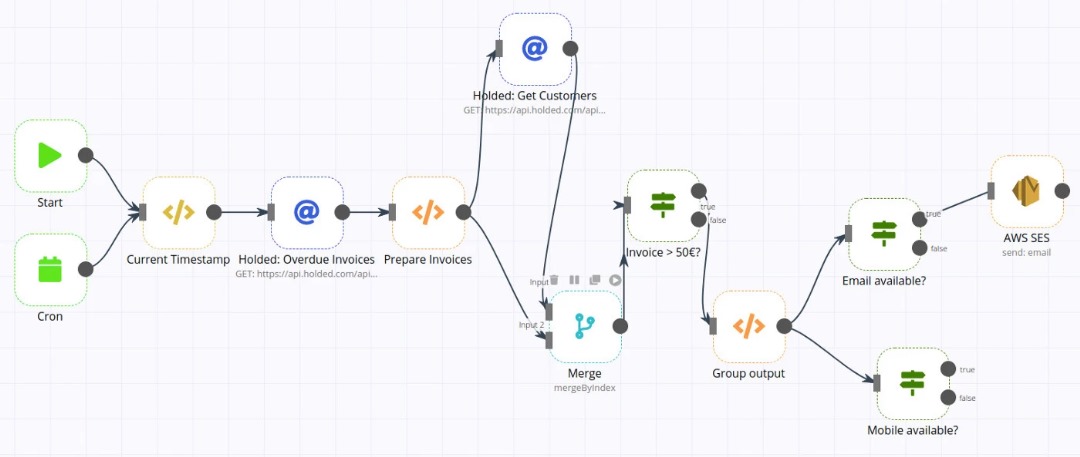 Holded: Get Customers
GET: https://api.holded.com/api...
Start
Current Timestamp
Holded: Overdue Invoices
GET: https://api.holded.com/api...
Prepare Invoices
Cron
Input
Input 2
Merge
mergeByIndex
true
false
Invoice > 50€?
Group output
true
false
Email available?
AWS SES
send: email
true
false
Mobile available?